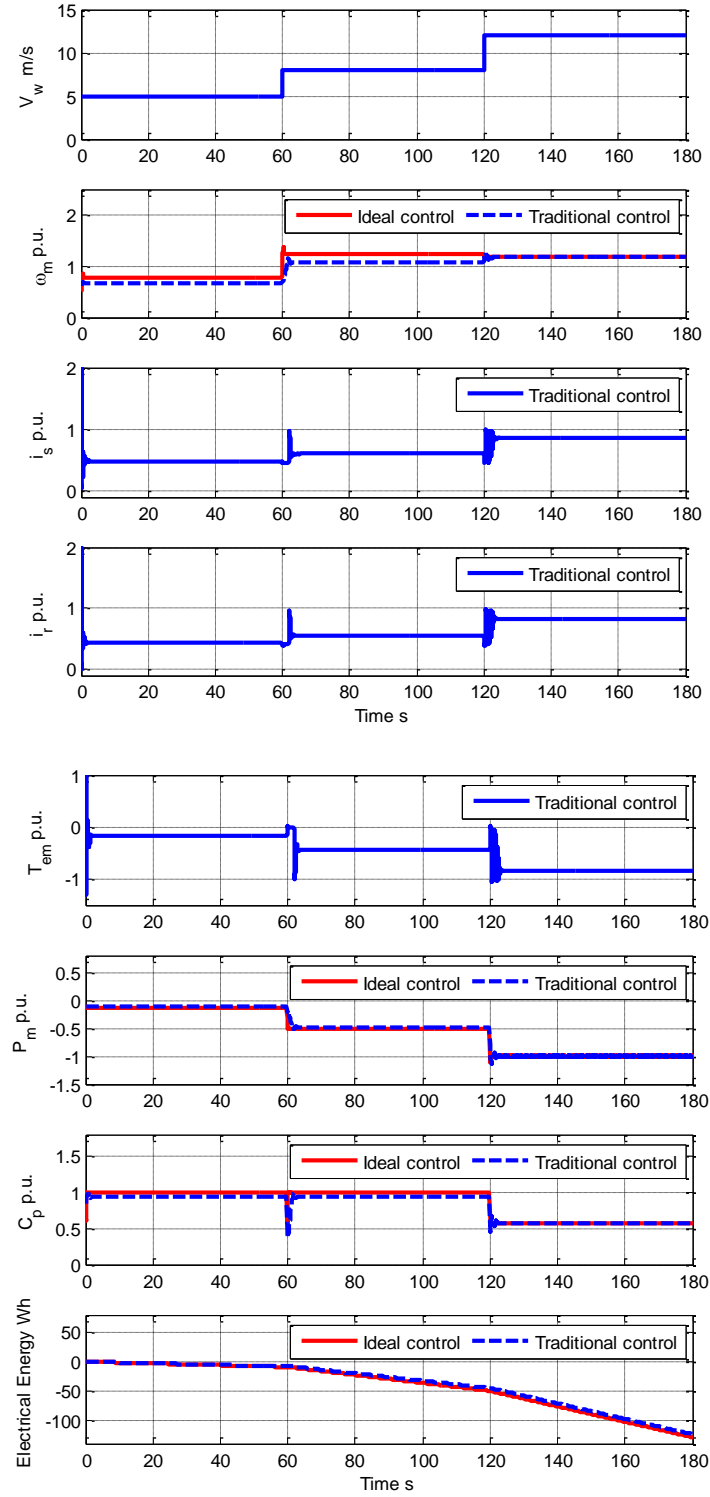 15
10
5
0
V_w m/s
0 20 40 60 80 100 120 140 160 180
2
1
0
ω_m p.u.
Ideal control Traditional control
0 20 40 60 80 100 120 140 160 180
2
1
0
i_s p.u.
Traditional control
0 20 40 60 80 100 120 140 160 180
2
1
0
i_r p.u.
Traditional control
0 20 40 60 80 100 120 140 160 180
Time s
1
0
-1
T_em p.u.
Traditional control
0 20 40 60 80 100 120 140 160 180
0.5
0
-0.5
-1
-1.5
P_m p.u.
Ideal control Traditional control
0 20 40 60 80 100 120 140 160 180
1.5
1
0.5
0
C_p p.u.
Ideal control Traditional control
0 20 40 60 80 100 120 140 160 180
50
0
-50
-100
Electrical Energy Wh
Ideal control Traditional control
0 20 40 60 80 100 120 140 160 180
Time s